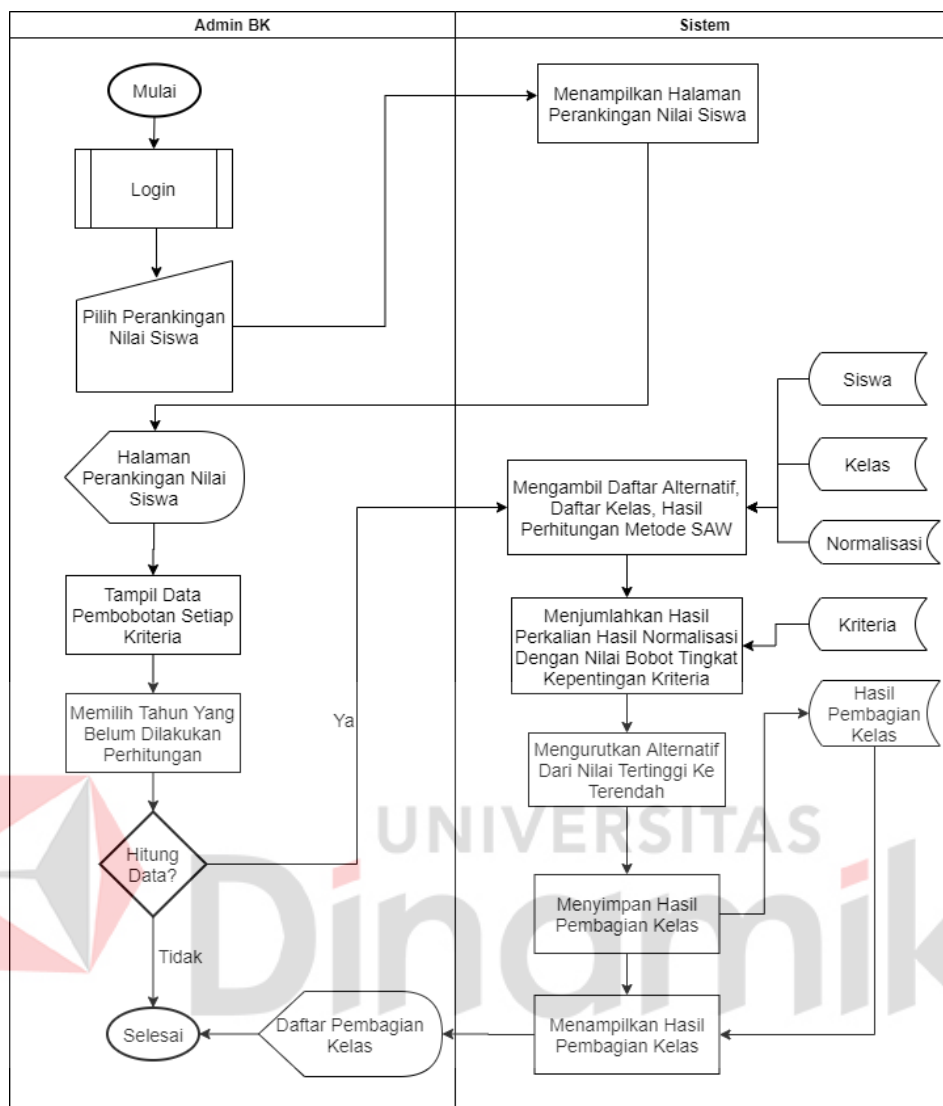 Admin BK
Sistem
Mulai
Menampilkan Halaman
Perankingan Nilai Siswa
Login
Pilih Perankingan
Nilai Siswa
Siswa
Halaman
Perankingan Nilai
Siswa
Kelas
Mengambil Daftar Alternatif,
Daftar Kelas, Hasil
Perhitungan Metode SAW
Normalisasi
Tampil Data
Pembobotan Setiap
Kriteria
Menjumlahkan Hasil
Perkalian Hasil Normalisasi
Dengan Nilai Bobot Tingkat
Kepentingan Kriteria
Kriteria
Memilih Tahun Yang
Belum Dilakukan
Perhitungan
Ya
Hasil
Pembagian
Kelas
Mengurutkan Alternatif
Dari Nilai Tertinggi Ke
Terendah
UNIVERSITAS
Dinamik
Hitung
Data?
Menyimpan Hasil
Pembagian Kelas
Tidak
Selesai
Daftar Pembagian
Kelas
Menampilkan Hasil
Pembagian Kelas